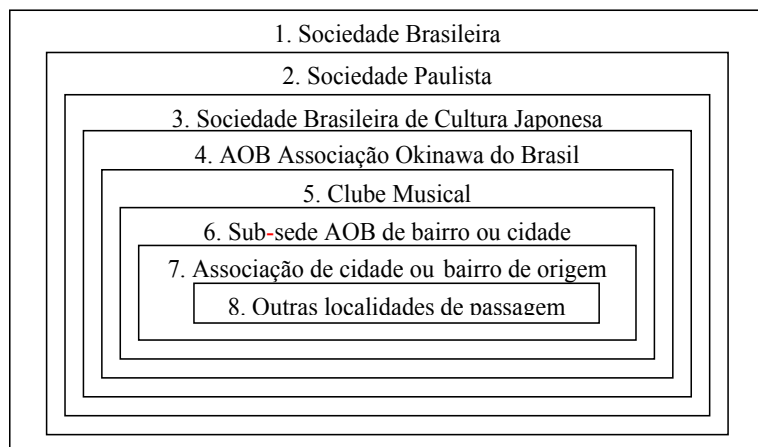 1. Sociedade Brasileira
2. Sociedade Paulista
3. Sociedade Brasileira de Cultura Japonesa
4. AOB Associação Okinawa do Brasil
5. Clube Musical
6. Sub-sede AOB de bairro ou cidade
7. Associação de cidade ou bairro de origem
8. Outras localidades de passagem